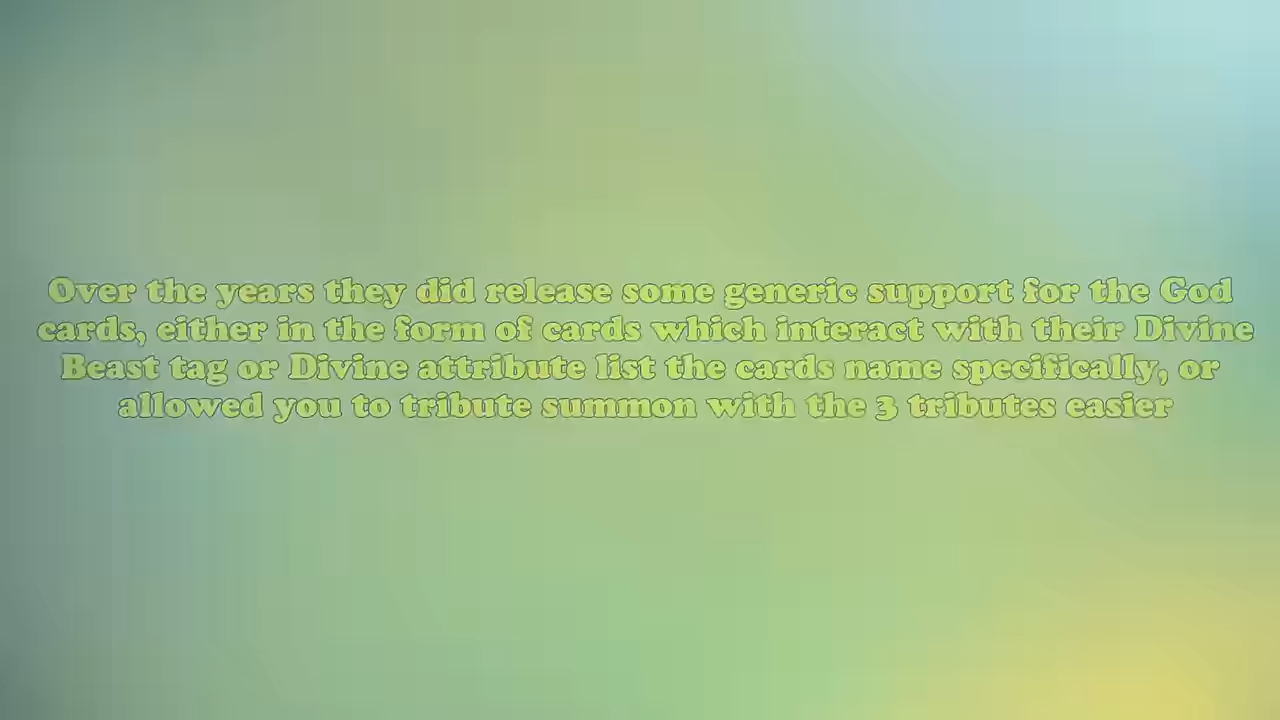 Over the years they did release some generic support for the God
cards, either in the form of cards which interact with their Divine
Beast tag or Divine attribute list the cards name specifically, or
allowed you to tribute summon with the 3 tributes easier